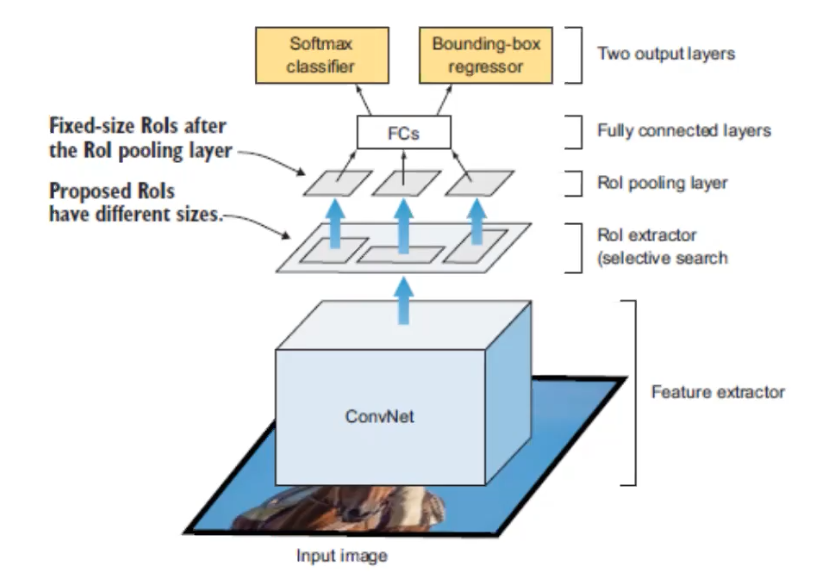 Softmax
classifier
Bounding-box
regressor
Two output layers
Fixed-size RoIs after
the RoI pooling layer
FCs
Fully connected layers
RoI pooling layer
Proposed RoIs
have different sizes.
RoI extractor
(selective search
ConvNet
Feature extractor
Input image